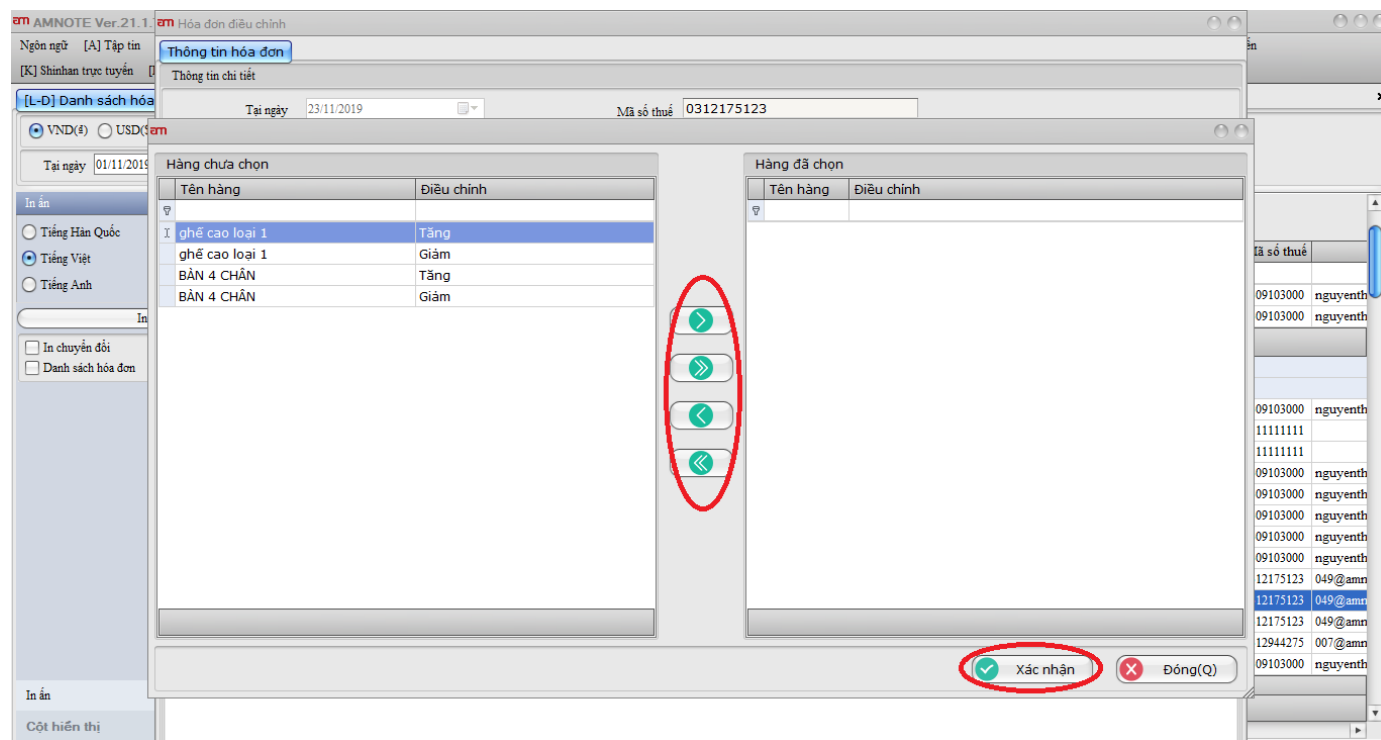 am AMNOTE Ver.21.1.
am Hóa đơn điều chỉnh
Ngôn ngữ [A] Tập tin
Thông tin hóa đơn
[K] Shinhan trực tuyến
Thông tin chi tiết
[L-D] Danh sách hóa
Tại ngày 23/11/2019 Mã số thuế 0312175123
VND(₫) USD($
am
Tại ngày 01/11/2019
Hàng chưa chọn Hàng đã chọn
Tên hàng Điều chỉnh Tên hàng Điều chỉnh
In ấn
Tiếng Hàn Quốc
ghế cao loại 1 Tăng
Tiếng Việt
ghế cao loại 1 Giảm
Mã số thuế
BÀN 4 CHÂN Tăng
Tiếng Anh
BÀN 4 CHÂN Giảm
09103000 nguyenth
In
09103000 nguyenth
In chuyển đổi
Danh sách hóa đơn
09103000 nguyenth
11111111
11111111
09103000 nguyenth
09103000 nguyenth
09103000 nguyenth
09103000 nguyenth
09103000 nguyenth
12175123 049@amn
12175123 049@amn
12175123 049@amn
12944275 007@amn
09103000 nguyenth
Xác nhận Đóng(Q)
In ấn
Cột hiển thị